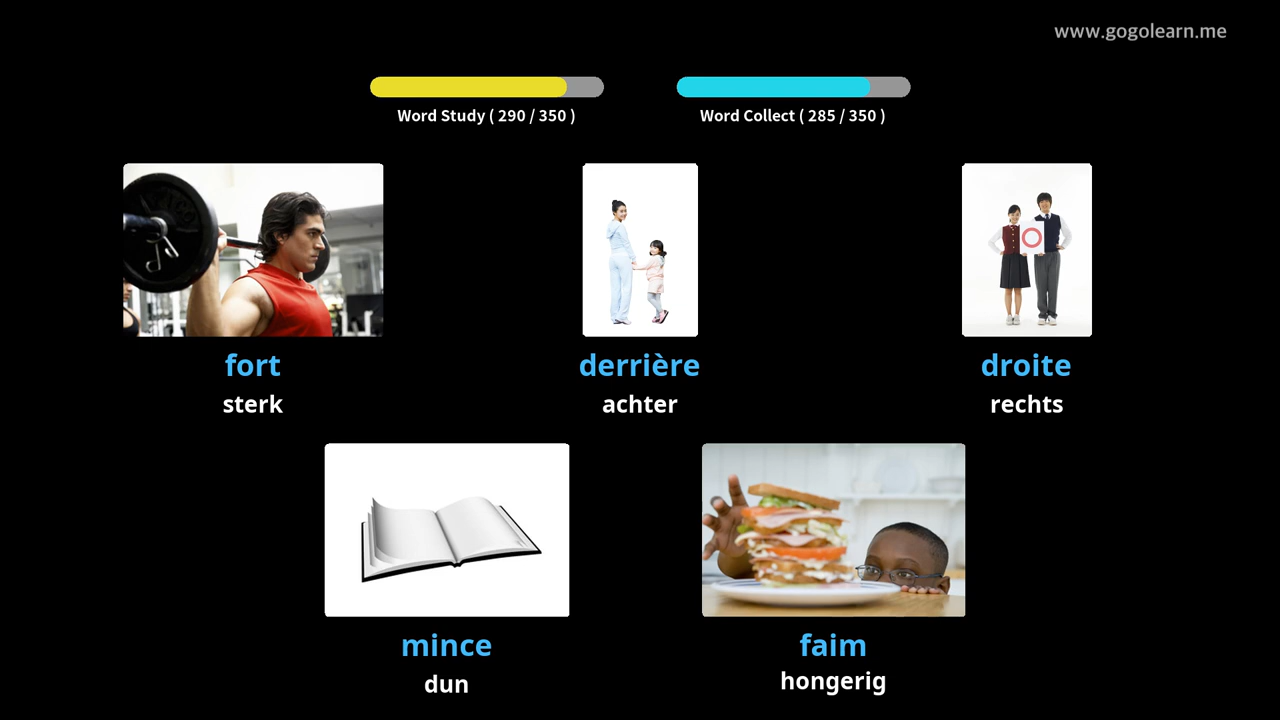 www.gogolearn.me
Word Study ( 290 / 350 )
Word Collect ( 285 / 350 )
fort
sterk
derrière
achter
droite
rechts
mince
dun
faim
hongerig